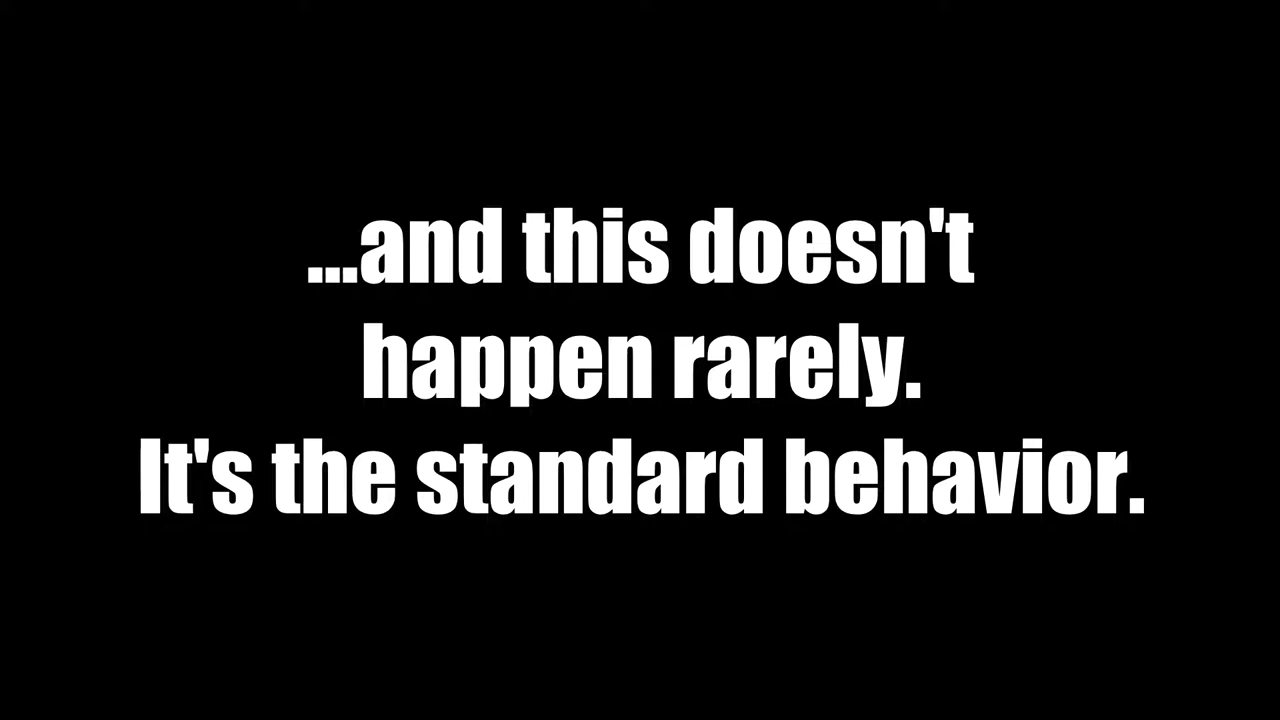 ...and this doesn't
happen rarely.
It's the standard behavior.